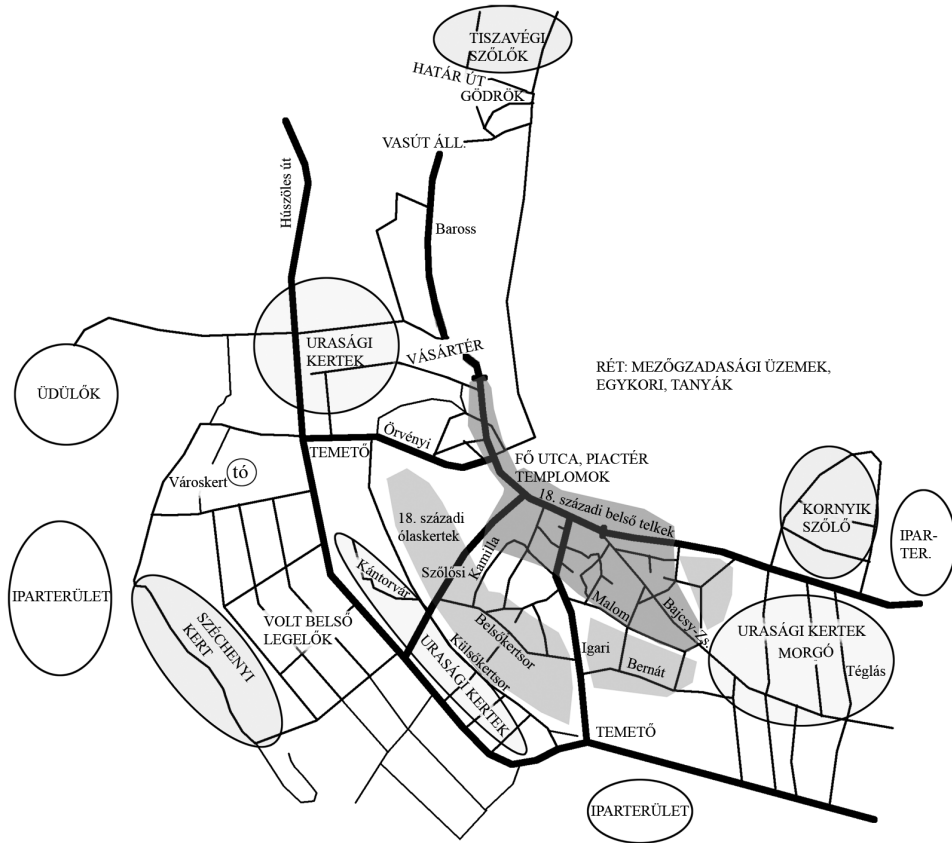 TISZAVÉGI
SZŐLŐK
HATÁR ÚT
GÖDRÖK
VASÚT ÁLL.
Húszöles út
Baross
URASÁGI
KERTEK
VÁSÁRTÉR
RÉT: MEZŐGZADASÁGI ÜZEMEK,
EGYKORI, TANYÁK
ÜDÜLŐK
Örvényi
TEMETŐ
FŐ UTCA, PIACTÉR
TEMPLOMOK
Városkert
tó
18. századi belső telkek
KORNYIK
SZŐLŐ
IPAR-
TER.
18. századi
ólaskertek
Szőlősi
Kamilla
Kántorvár
IPARTERÜLET
SZÉCHENYI
KERT
VOLT BELSŐ
LEGELŐK
Belsőkertsor
Külsőkertsor
URASÁGI KERTEK
Malom
Bajcsy-Zs.
Igari
Bernát
URASÁGI KERTEK
MORGÓ
Téglás
TEMETŐ
IPARTERÜLET